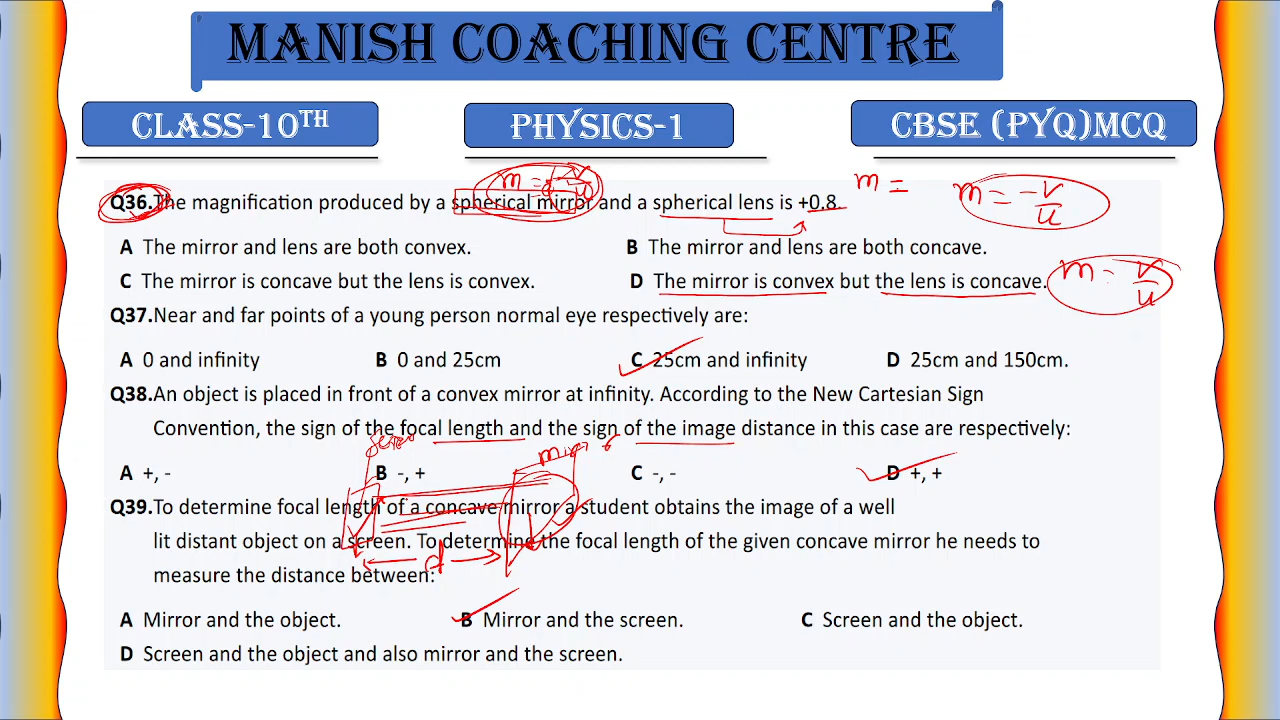 MANISH COACHING CENTRE
CLASS-10TH PHYSICS-1 CBSE (PYQ)MCQ
m = -v/u
m =
m = -v/u
Q36.The magnification produced by a spherical mirror and a spherical lens is +0.8.
A The mirror and lens are both convex. B The mirror and lens are both concave.
C The mirror is concave but the lens is convex. D The mirror is convex but the lens is concave.
m = v/u
Q37.Near and far points of a young person normal eye respectively are:
A 0 and infinity B 0 and 25cm C 25cm and infinity D 25cm and 150cm.
Q38.An object is placed in front of a convex mirror at infinity. According to the New Cartesian Sign
Convention, the sign of the focal length and the sign of the image distance in this case are respectively:
A +, - B -, + C -, - D +, +
Q39.To determine focal length of a concave mirror a student obtains the image of a well
lit distant object on a screen. To determine the focal length of the given concave mirror he needs to
d
measure the distance between:
A Mirror and the object. B Mirror and the screen. C Screen and the object.
D Screen and the object and also mirror and the screen.